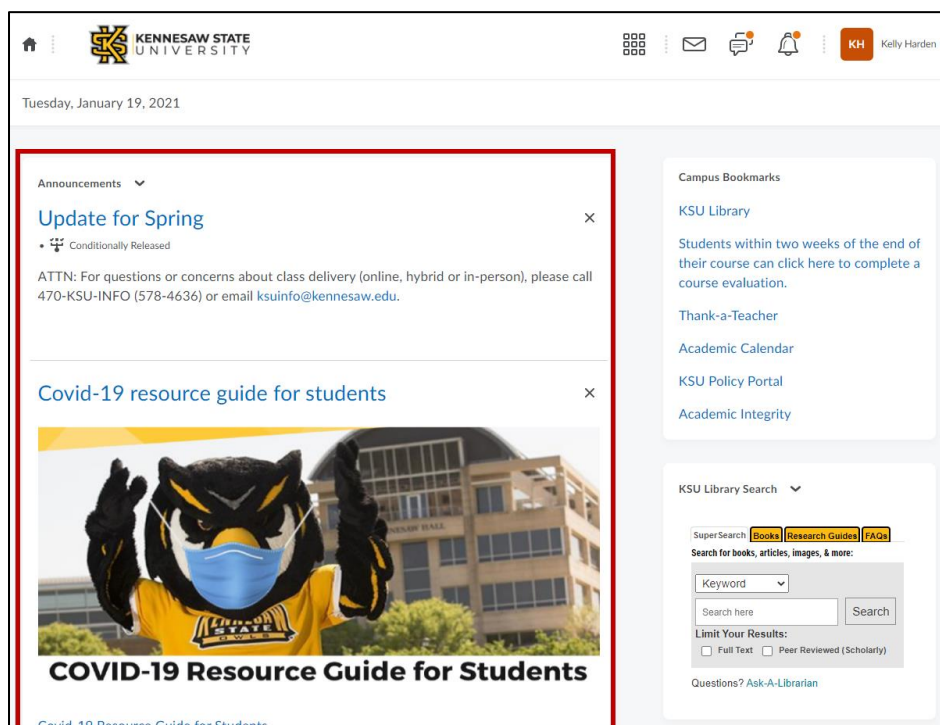 KENNESAW STATE
UNIVERSITY
KH
Kelly Harden
Tuesday, January 19, 2021
Announcements
Update for Spring
• Conditionally Released
ATTN: For questions or concerns about class delivery (online, hybrid or in-person), please call
470-KSU-INFO (578-4636) or email ksuinfo@kennesaw.edu.
Covid-19 resource guide for students
KENNESAW HALL
KENNESAW
STATE
OWLS
COVID-19 Resource Guide for Students
Covid-19 Resource Guide for Students
Campus Bookmarks
KSU Library
Students within two weeks of the end of
their course can click here to complete a
course evaluation.
Thank-a-Teacher
Academic Calendar
KSU Policy Portal
Academic Integrity
KSU Library Search
SuperSearch Books Research Guides FAQs
Search for books, articles, images, & more:
Keyword
Search here Search
Limit Your Results:
Full Text Peer Reviewed (Scholarly)
Questions? Ask-A-Librarian